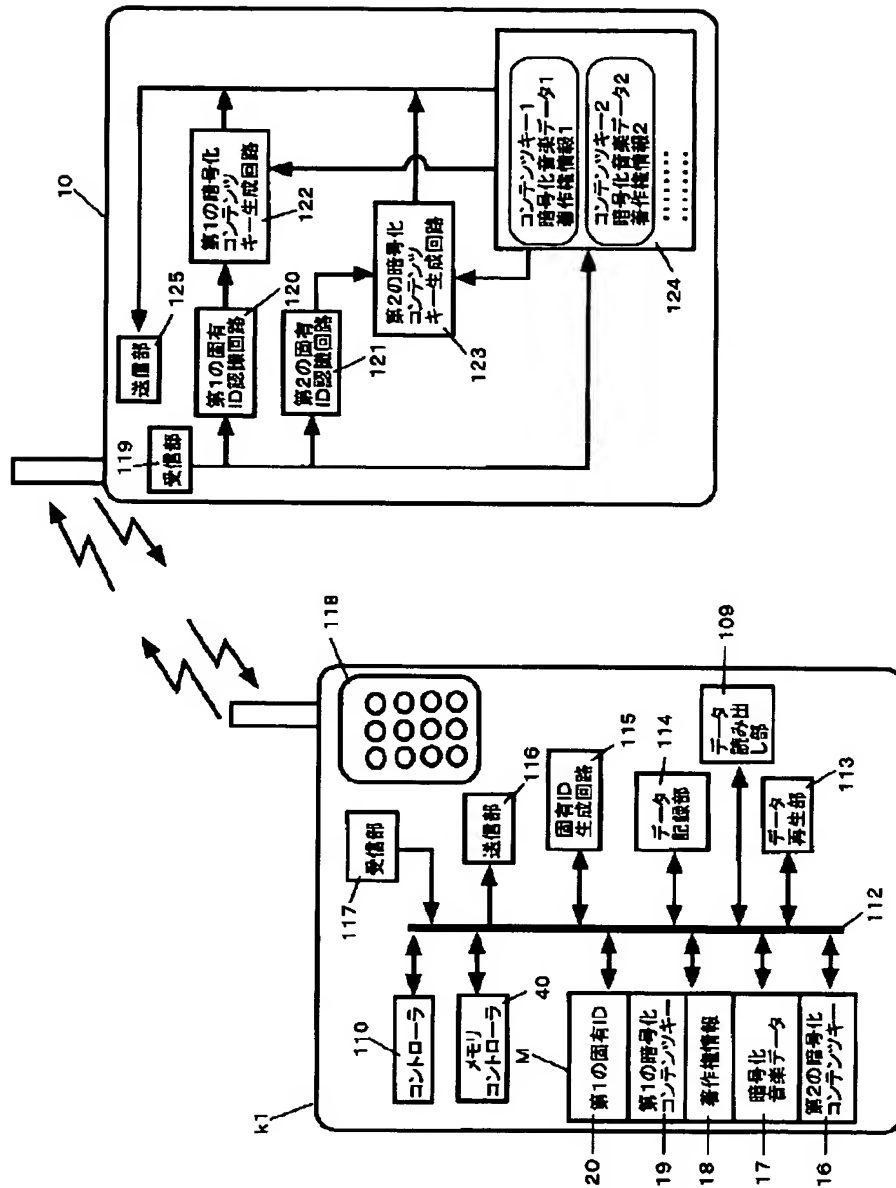 10
125
送信部
119
受信部
第1の固有
ID認識回路
120
第2の固有
ID認識回路
121
第1の暗号化
コンテンツ
キー生成回路
122
第2の暗号化
コンテンツ
キー生成回路
123
コンテンツキー1
暗号化音楽データ1
著作権情報1
コンテンツキー2
暗号化音楽データ2
著作権情報2
........
........
124
k1
118
117
受信部
送信部
116
固有ID
生成回路
115
データ
記録部
114
データ
読み出
し部
109
データ
再生部
113
112
110
コントローラ
メモリ
コントローラ
40
M
第1の固有ID
第1の暗号化
コンテンツキー
著作権情報
暗号化
音楽データ
第2の暗号化
コンテンツキー
20
19
18
17
16